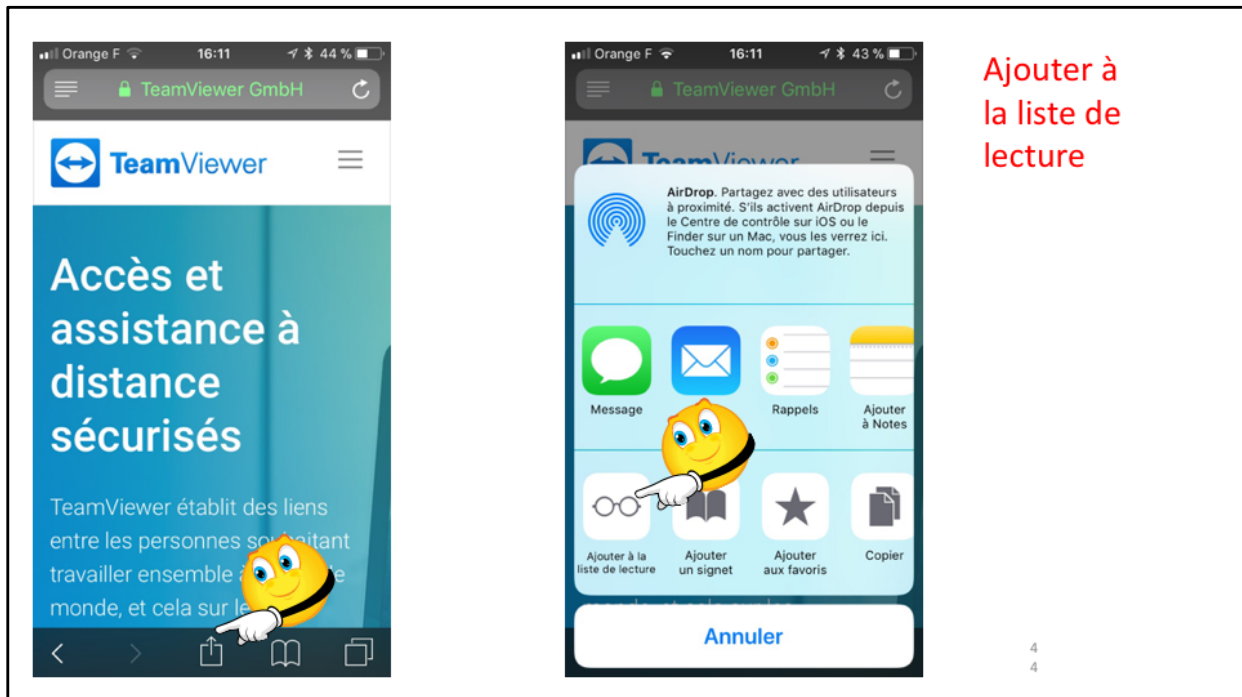 Orange F 16:11 44 %
TeamViewer GmbH
TeamViewer
Accès et
assistance à
distance
sécurisés
TeamViewer établit des liens
entre les personnes souhaitant
travailler ensemble
monde, et cela sur
Orange F 16:11 43 %
TeamViewer GmbH
TeamViewer
AirDrop. Partagez avec des utilisateurs
à proximité. S'ils activent AirDrop depuis
le Centre de contrôle sur iOS ou le
Finder sur un Mac, vous les verrez ici.
Touchez un nom pour partager.
Message
Rappels
Ajouter
à Notes
Ajouter à la
liste de lecture
Ajouter
un signet
Ajouter
aux favoris
Copier
Annuler
Ajouter à
la liste de
lecture
4
4